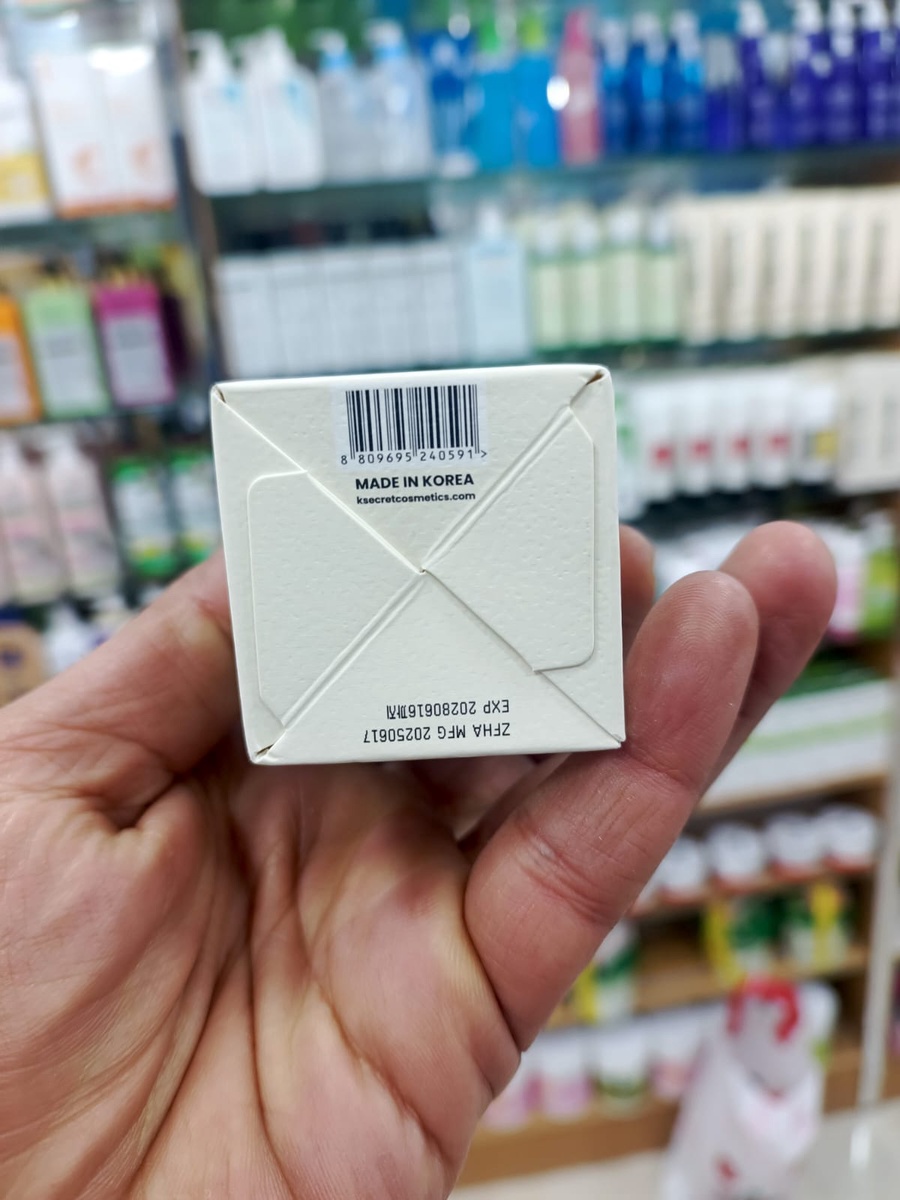 8 809695 240591 >
MADE IN KOREA
ksecretcosmetics.com
ZFHA MFG 20250617
EXP 20280616까지